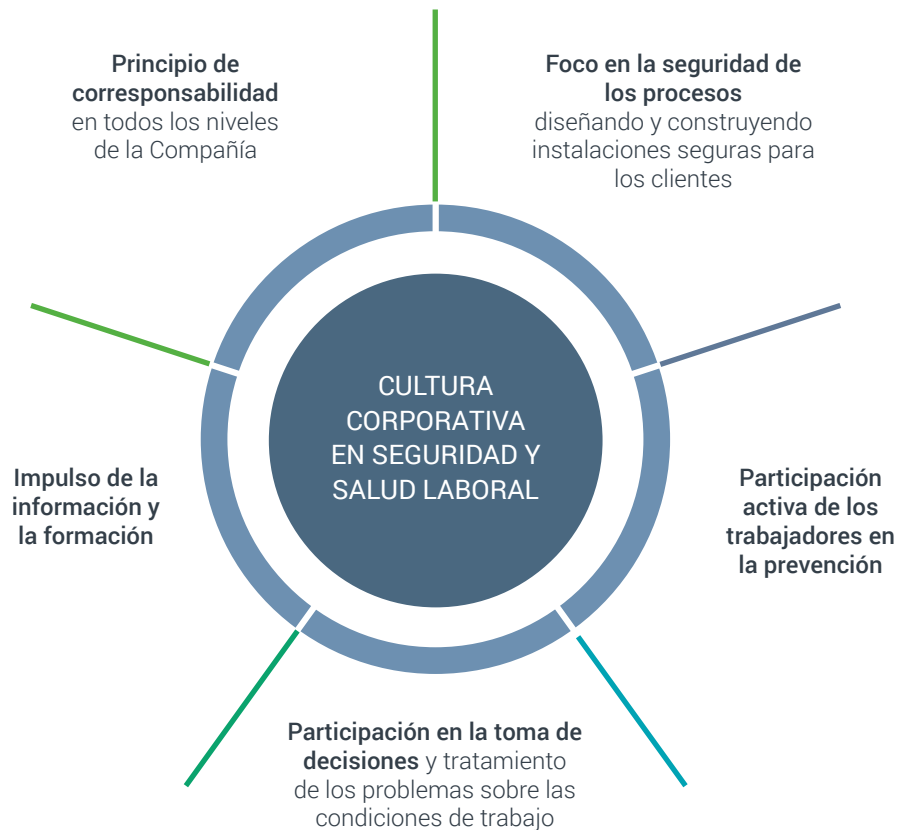 Principio de
corresponsabilidad
en todos los niveles
de la Compañía
Foco en la seguridad de
los procesos
diseñando y construyendo
instalaciones seguras para
los clientes
CULTURA
CORPORATIVA
EN SEGURIDAD Y
SALUD LABORAL
Impulso de la
información y
la formación
Participación
activa de los
trabajadores en
la prevención
Participación en la toma de
decisiones y tratamiento
de los problemas sobre las
condiciones de trabajo